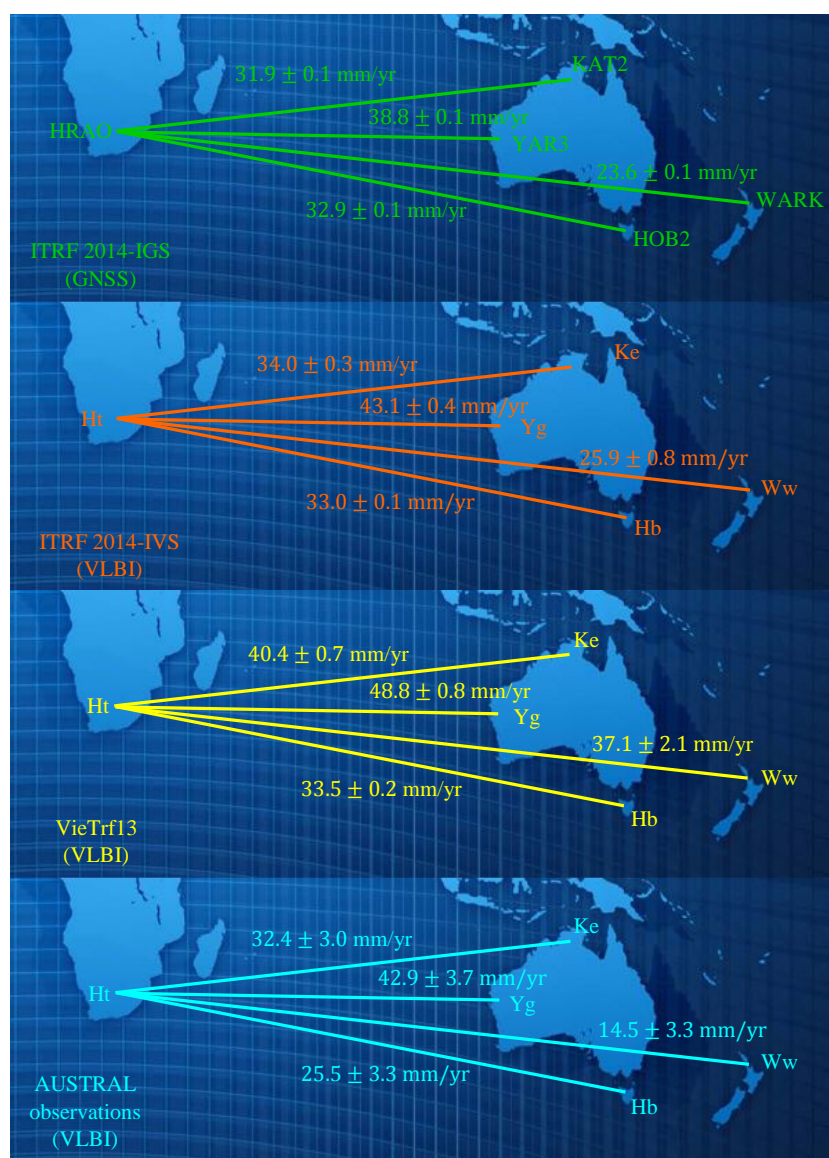 KAT2
31.9 ± 0.1 mm/yr
38.8 ± 0.1 mm/yr
HRAO
YAR3
23.6 ± 0.1 mm/yr
WARK
32.9 ± 0.1 mm/yr
HOB2
ITRF 2014-IGS
(GNSS)
Ke
34.0 ± 0.3 mm/yr
43.1 ± 0.4 mm/yr
Ht
Yg
25.9 ± 0.8 mm/yr
Ww
33.0 ± 0.1 mm/yr
Hb
ITRF 2014-IVS
(VLBI)
Ke
40.4 ± 0.7 mm/yr
48.8 ± 0.8 mm/yr
Ht
Yg
37.1 ± 2.1 mm/yr
Ww
33.5 ± 0.2 mm/yr
Hb
VieTrf13
(VLBI)
Ke
32.4 ± 3.0 mm/yr
42.9 ± 3.7 mm/yr
Ht
Yg
14.5 ± 3.3 mm/yr
Ww
25.5 ± 3.3 mm/yr
Hb
AUSTRAL
observations
(VLBI)